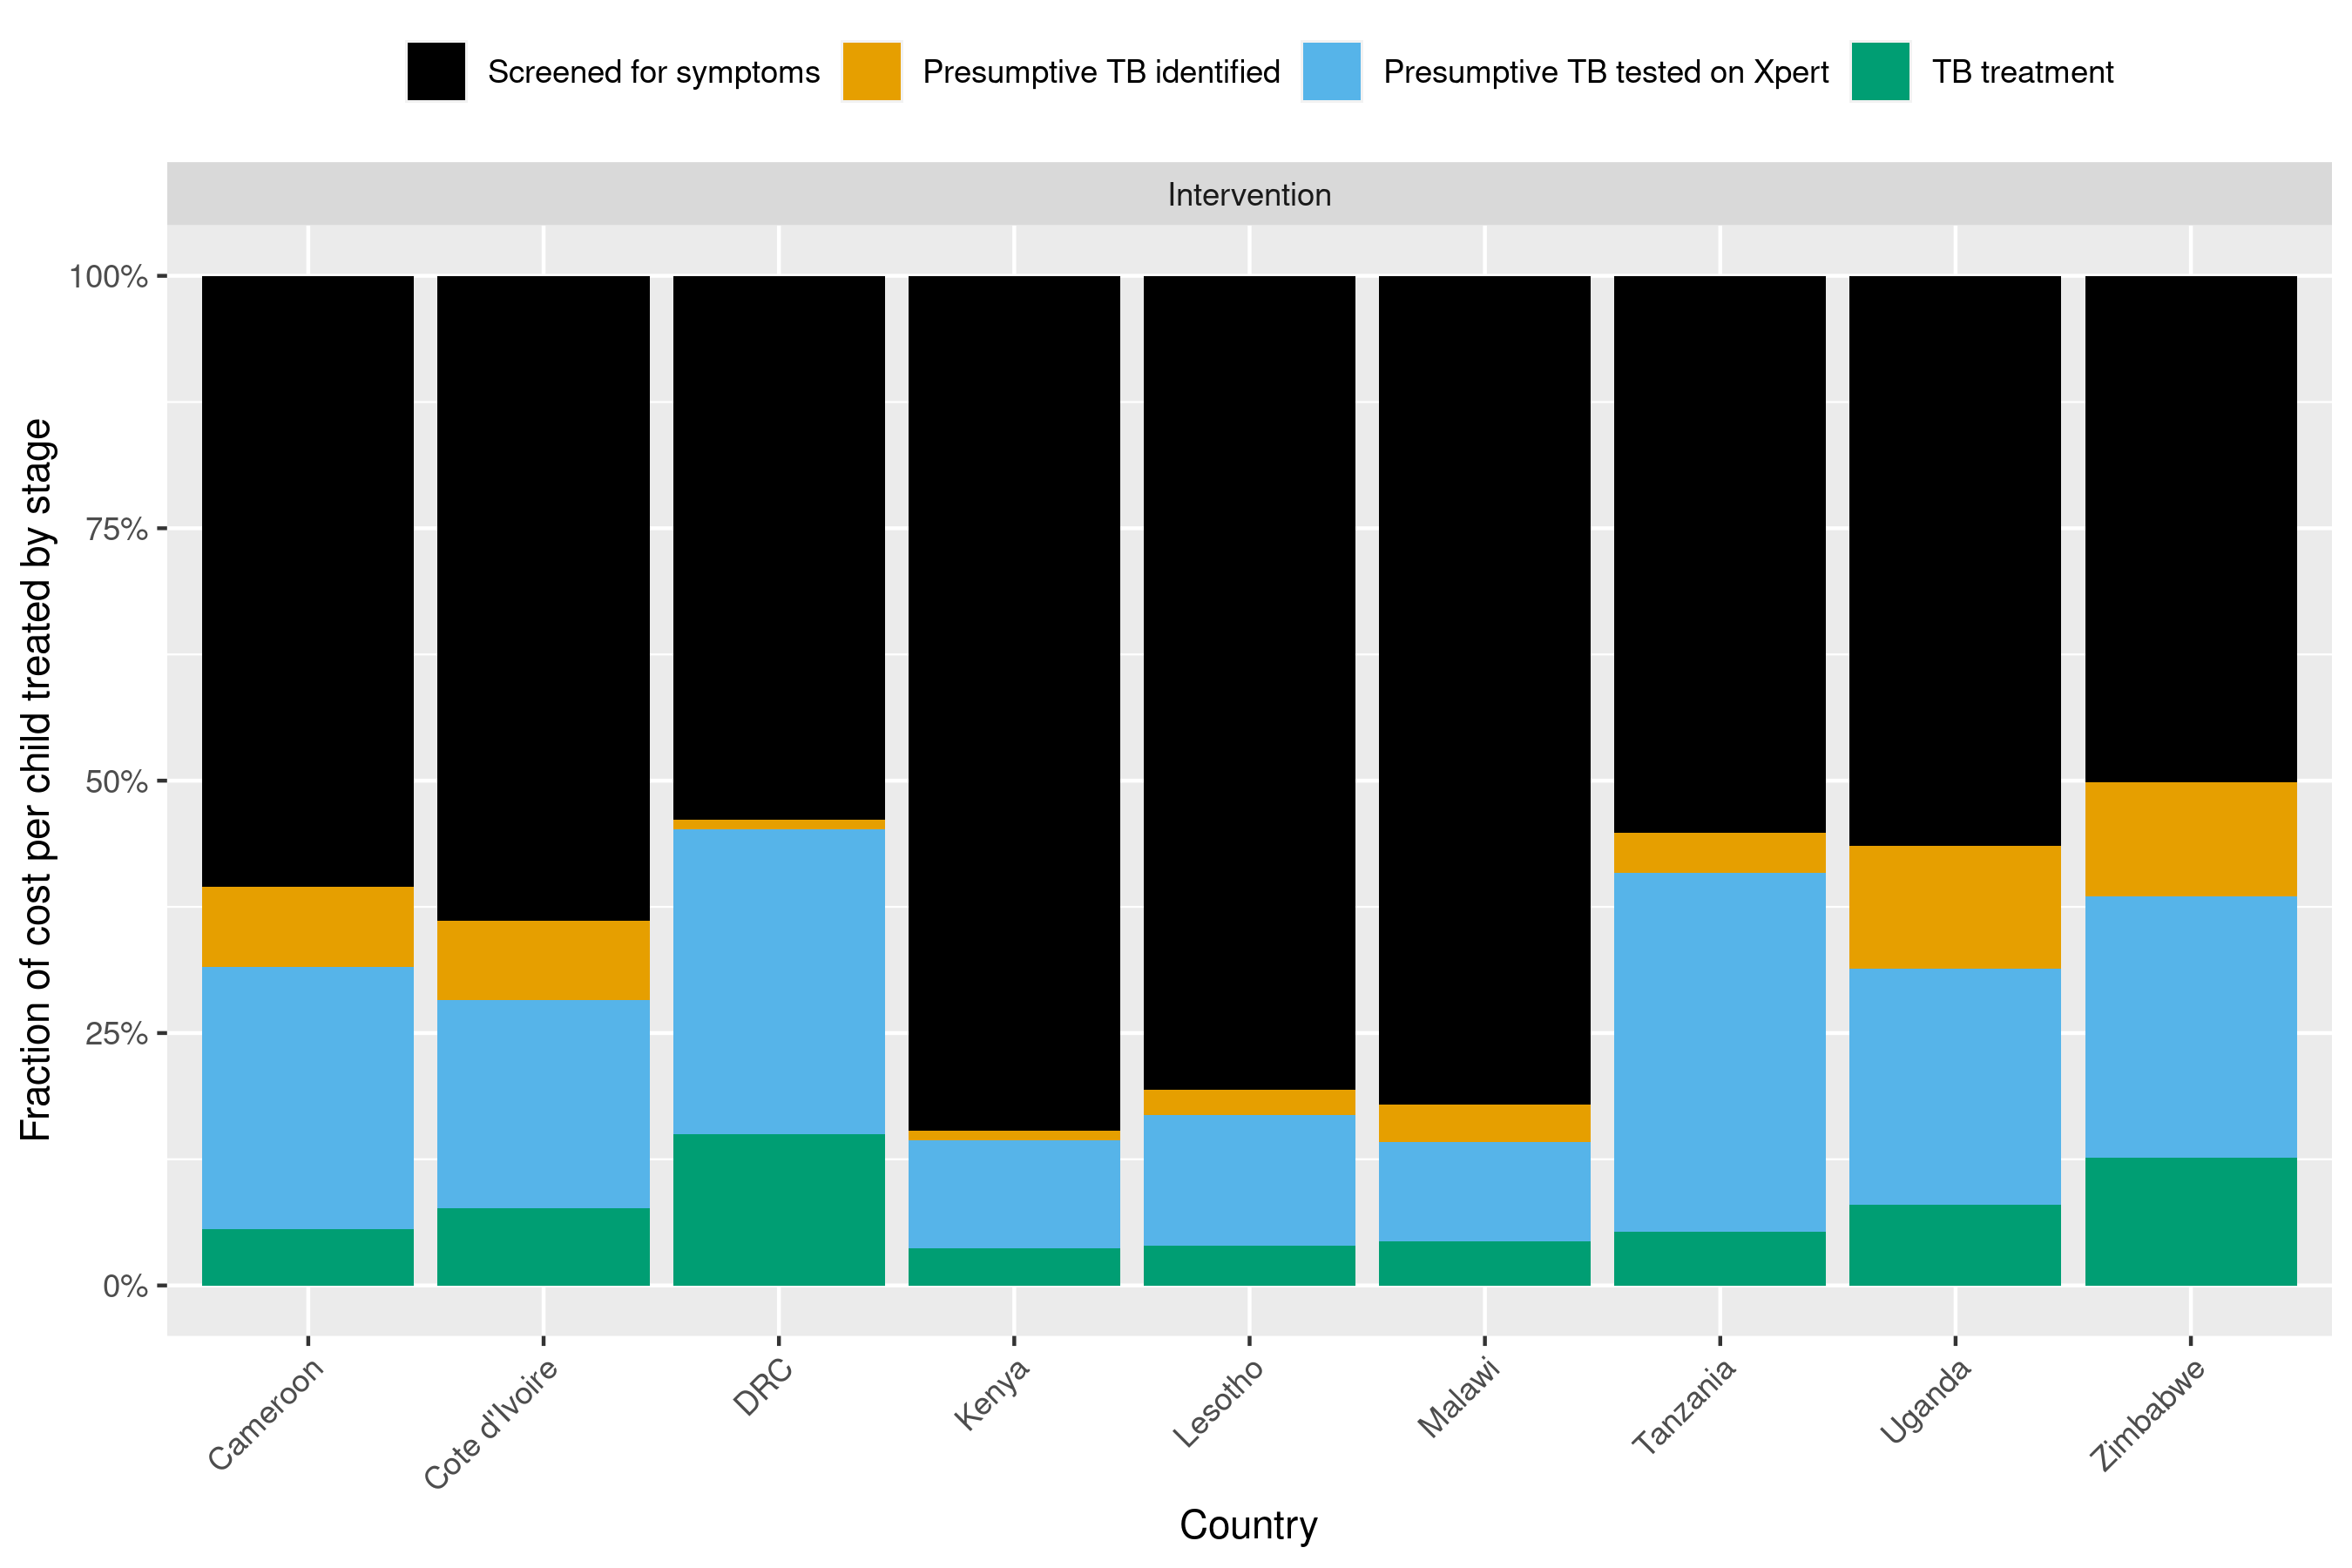 Screened for symptoms Presumptive TB identified Presumptive TB tested on Xpert TB treatment
Intervention
Fraction of cost per child treated by stage
100%
75%
50%
25%
0%
Cameroon Cote d'Ivoire DRC Kenya Lesotho Malawi Tanzania Uganda Zimbabwe
Country